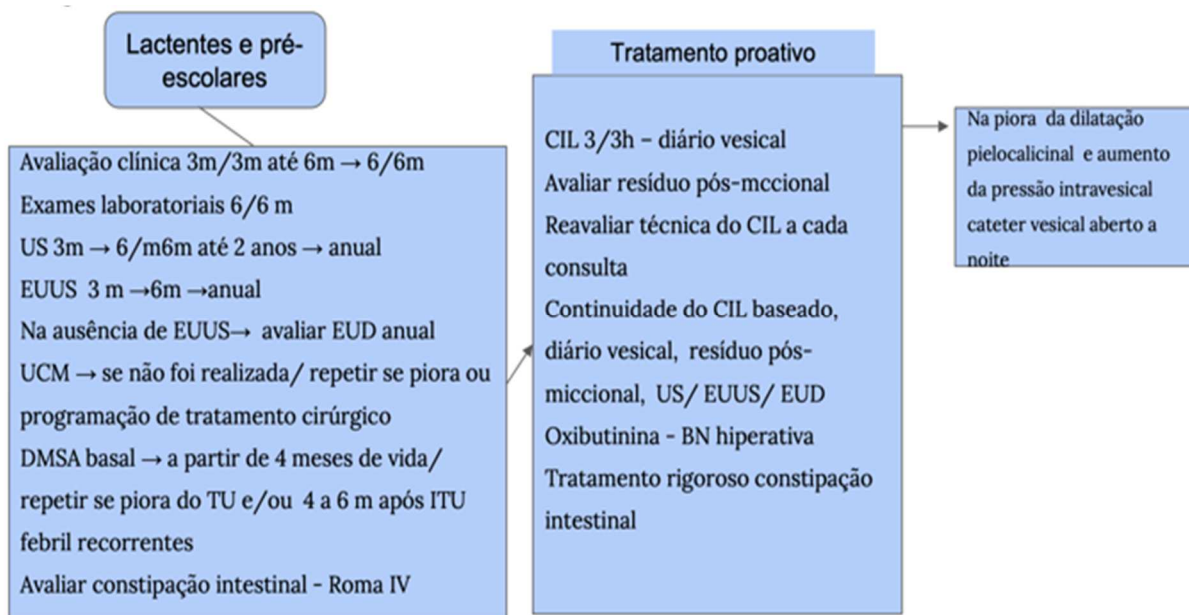 Lactentes e pré-
escolares
Avaliação clínica 3m/3m até 6m → 6/6m
Exames laboratoriais 6/6 m
US 3m → 6/m6m até 2 anos → anual
EUUS 3 m →6m →anual
Na ausência de EUUS→ avaliar EUD anual
UCM → se não foi realizada/ repetir se piora ou
programação de tratamento cirúrgico
DMSA basal → a partir de 4 meses de vida/
repetir se piora do TU e/ou 4 a 6 m após ITU
febril recorrentes
Avaliar constipação intestinal - Roma IV
Tratamento proativo
CIL 3/3h – diário vesical
Avaliar resíduo pós-mccional
Reavaliar técnica do CIL a cada
consulta
Continuidade do CIL baseado,
diário vesical, resíduo pós-
miccional, US/ EUUS/ EUD
Oxibutinina - BN hiperativa
Tratamento rigoroso constipação
intestinal
Na piora da dilatação
pielocalicinal e aumento
da pressão intravesical
cateter vesical aberto a
noite